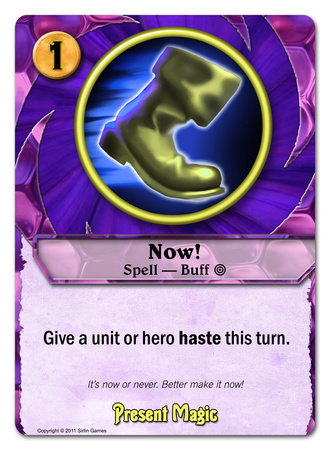 1
Now!
Spell — Buff ◎
Give a unit or hero haste this turn.
It's now or never. Better make it now!
Present Magic
Copyright © 2011 Sirlin Games